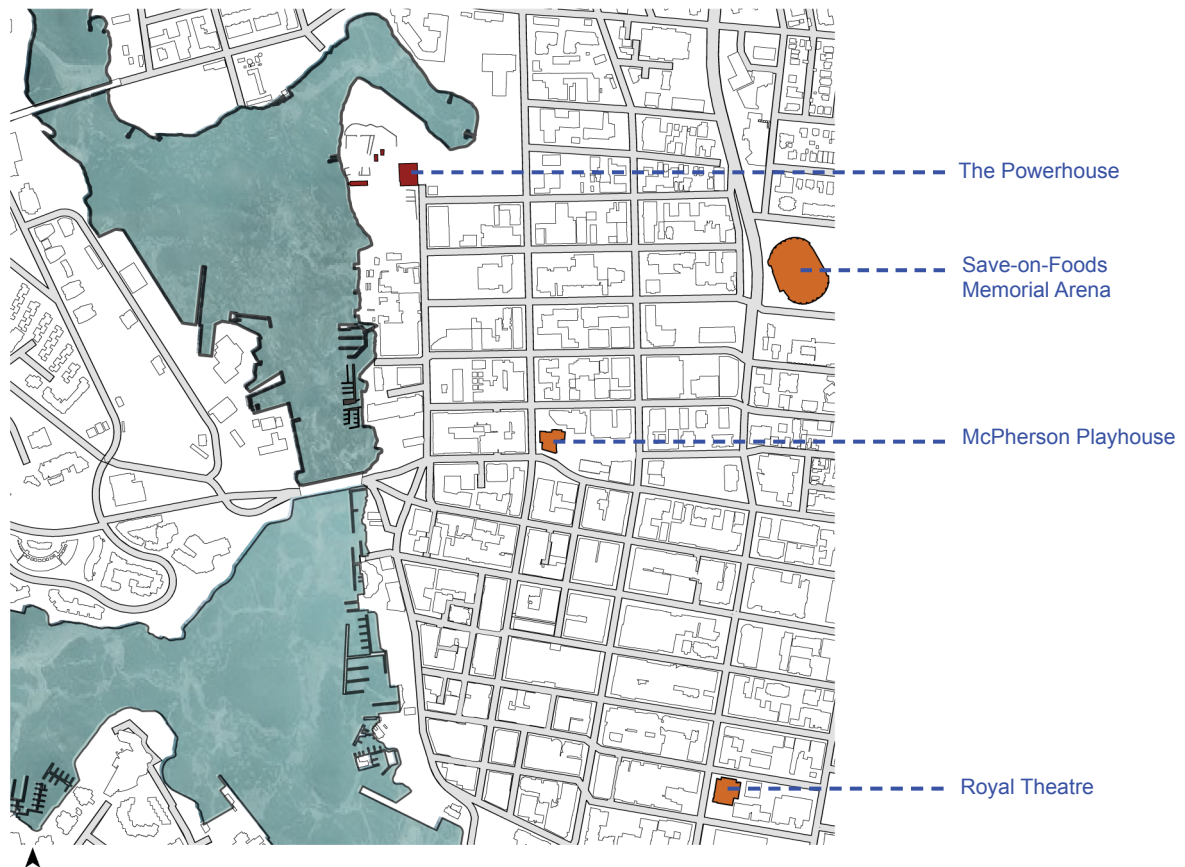 The Powerhouse
Save-on-Foods
Memorial Arena
McPherson Playhouse
Royal Theatre